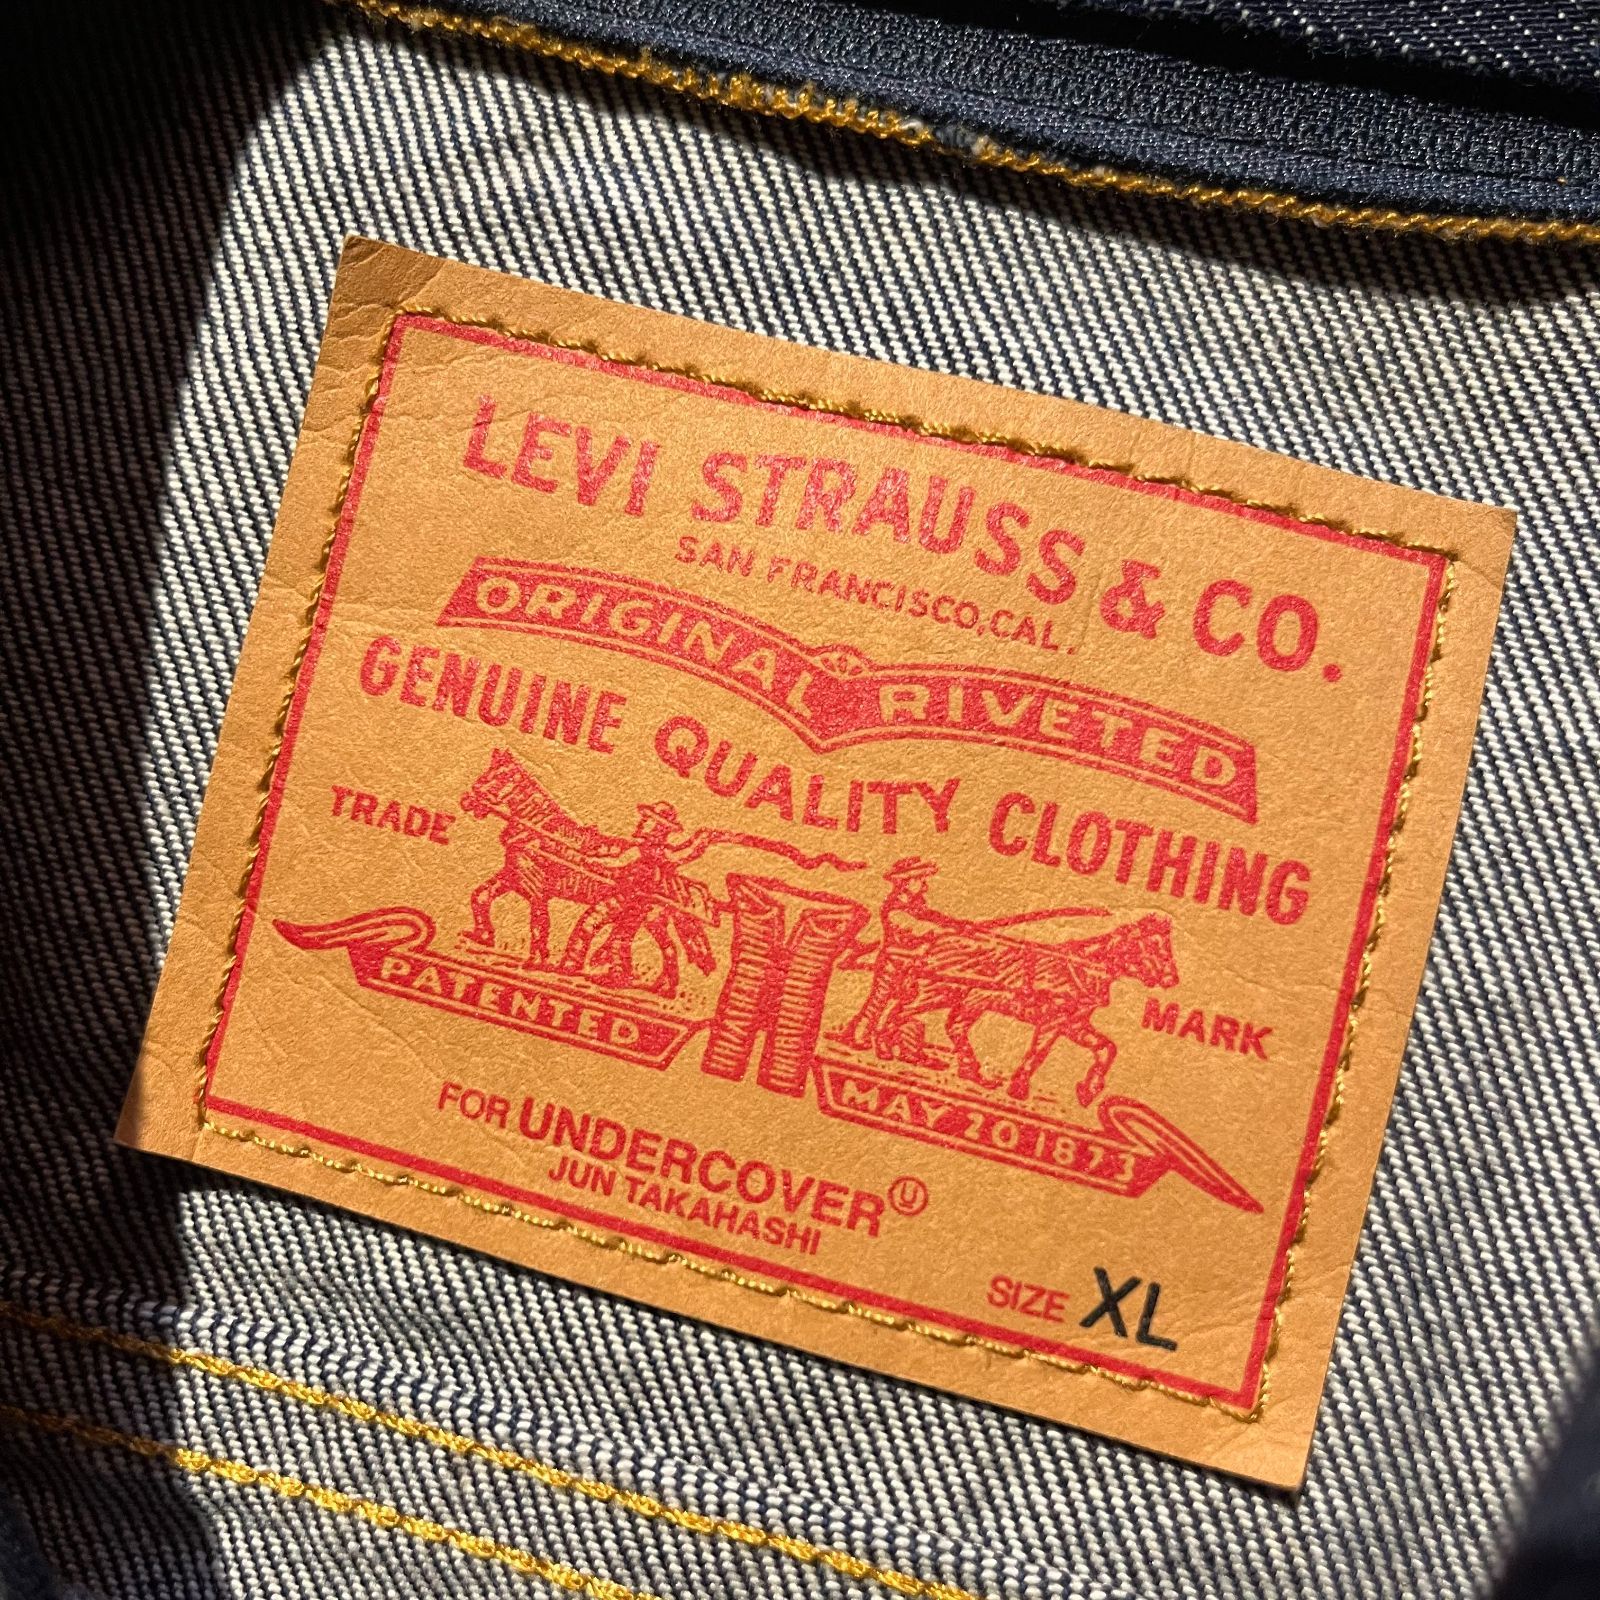 LEVI STRAUSS & CO.
SAN FRANCISCO, CAL.
ORIGINAL RIVETED
GENUINE QUALITY CLOTHING
TRADE MARK
PATENTED MAY 20 1873
FOR UNDERCOVER Ⓤ
JUN TAKAHASHI
SIZE XL